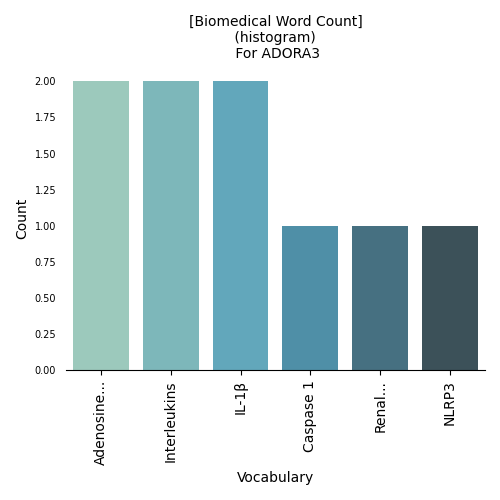 [Biomedical Word Count]
(histogram)
For ADORA3
Count
2.00
1.75
1.50
1.25
1.00
0.75
0.50
0.25
0.00
Adenosine...
Interleukins
IL-1β
Caspase 1
Renal...
NLRP3
Vocabulary